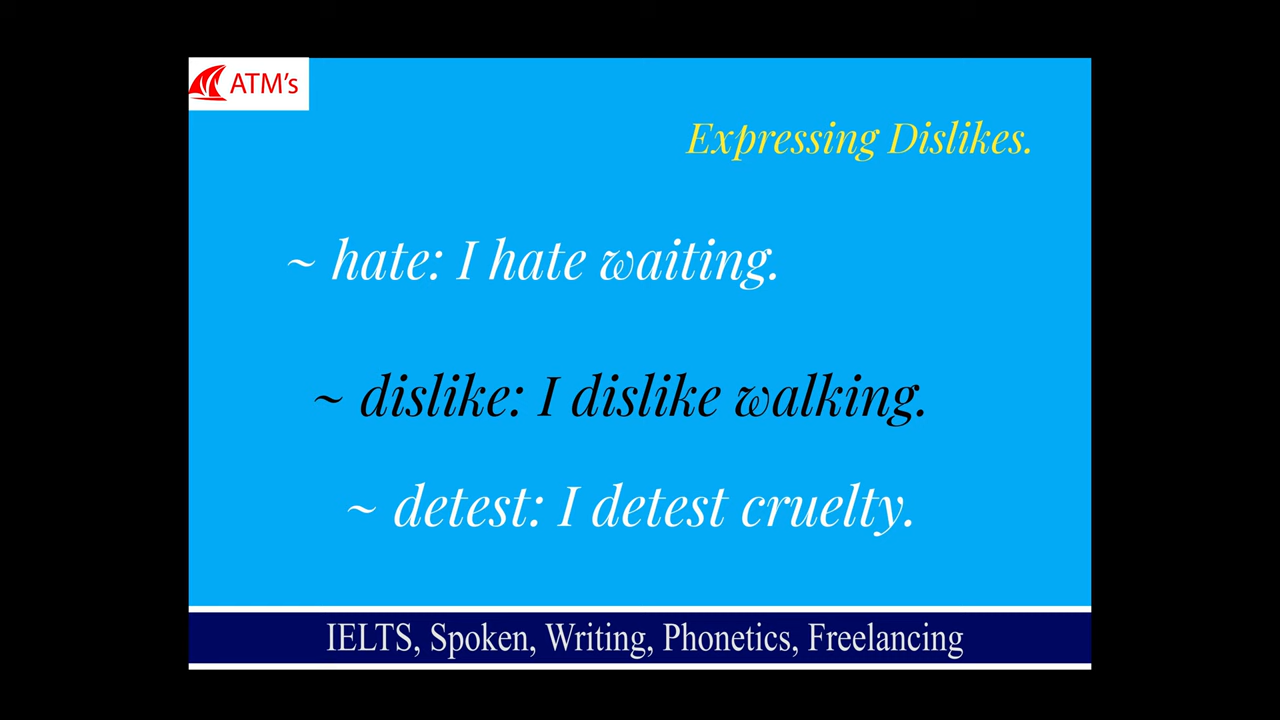 ATM's
Expressing Dislikes.
~ hate: I hate waiting.
~ dislike: I dislike walking.
~ detest: I detest cruelty.
IELTS, Spoken, Writing, Phonetics, Freelancing